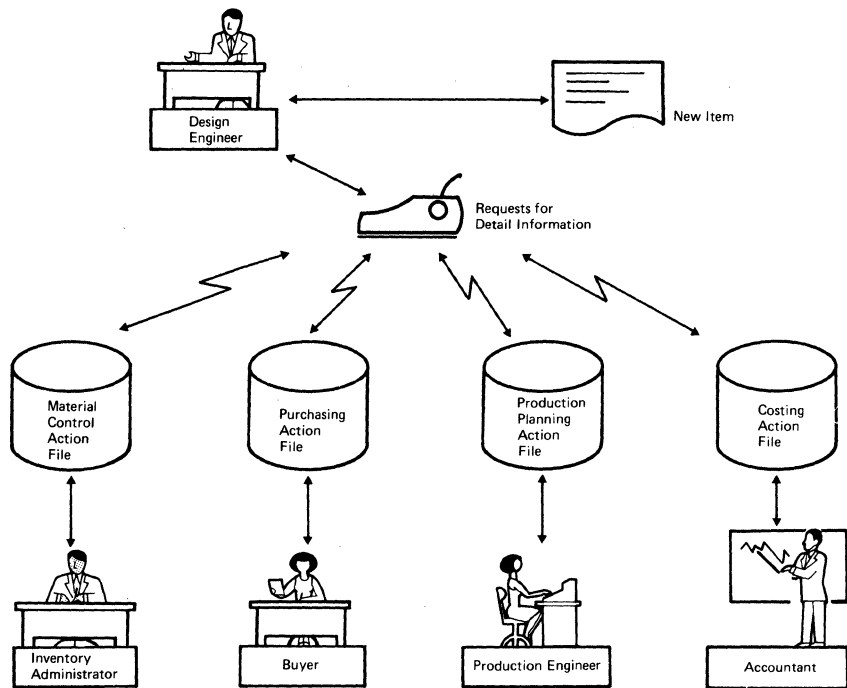 Design
Engineer
New Item
Requests for
Detail Information
Material
Control
Action
File
Purchasing
Action
File
Production
Planning
Action
File
Costing
Action
File
Inventory
Administrator
Buyer
Production Engineer
Accountant